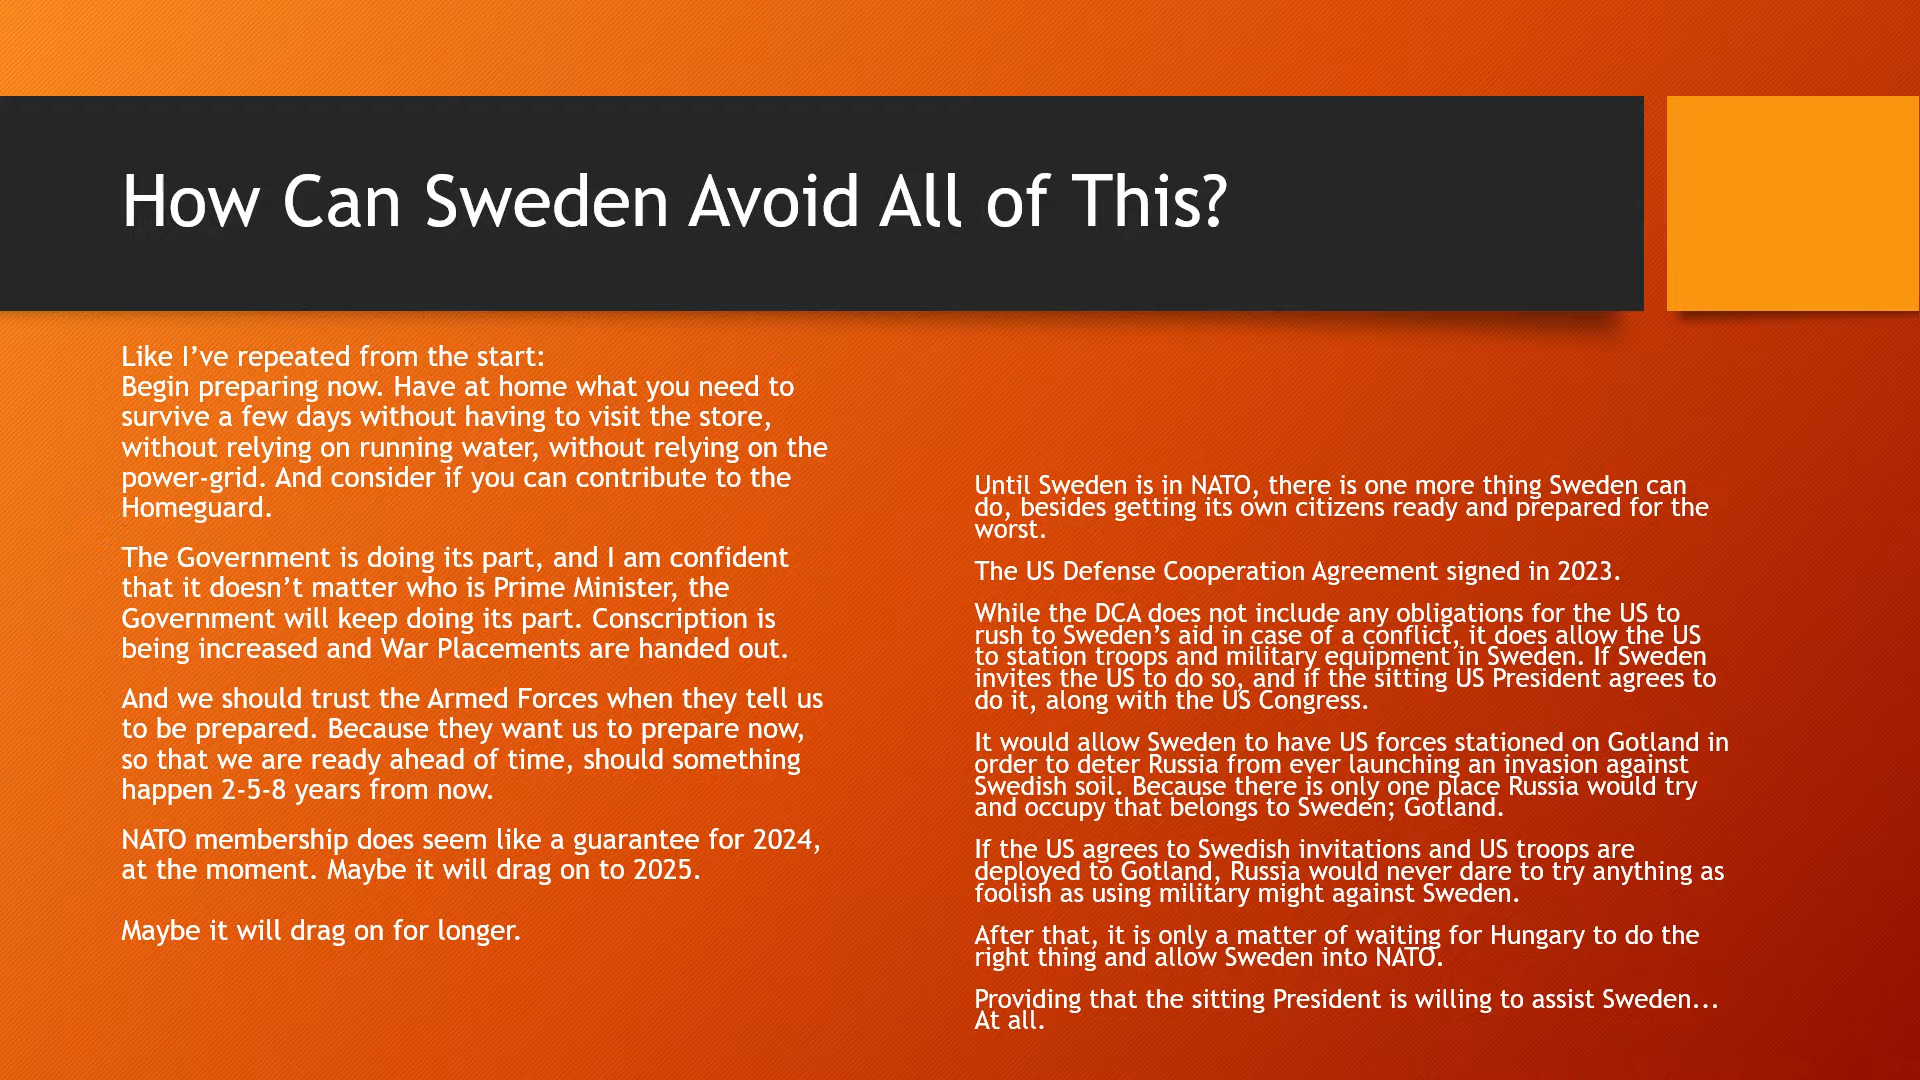 How Can Sweden Avoid All of This?
Like I’ve repeated from the start:
Begin preparing now. Have at home what you need to
survive a few days without having to visit the store,
without relying on running water, without relying on the
power-grid. And consider if you can contribute to the
Homeguard.
The Government is doing its part, and I am confident
that it doesn’t matter who is Prime Minister, the
Government will keep doing its part. Conscription is
being increased and War Placements are handed out.
And we should trust the Armed Forces when they tell us
to be prepared. Because they want us to prepare now,
so that we are ready ahead of time, should something
happen 2-5-8 years from now.
NATO membership does seem like a guarantee for 2024,
at the moment. Maybe it will drag on to 2025.
Maybe it will drag on for longer.
Until Sweden is in NATO, there is one more thing Sweden can
do, besides getting its own citizens ready and prepared for the
worst.
The US Defense Cooperation Agreement signed in 2023.
While the DCA does not include any obligations for the US to
rush to Sweden’s aid in case of a conflict, it does allow the US
to station troops and military equipment in Sweden. If Sweden
invites the US to do so, and if the sitting US President agrees to
do it, along with the US Congress.
It would allow Sweden to have US forces stationed on Gotland in
order to deter Russia from ever launching an invasion against
Swedish soil. Because there is only one place Russia would try
and occupy that belongs to Sweden; Gotland.
If the US agrees to Swedish invitations and US troops are
deployed to Gotland, Russia would never dare to try anything as
foolish as using military might against Sweden.
After that, it is only a matter of waiting for Hungary to do the
right thing and allow Sweden into NATO.
Providing that the sitting President is willing to assist Sweden...
At all.